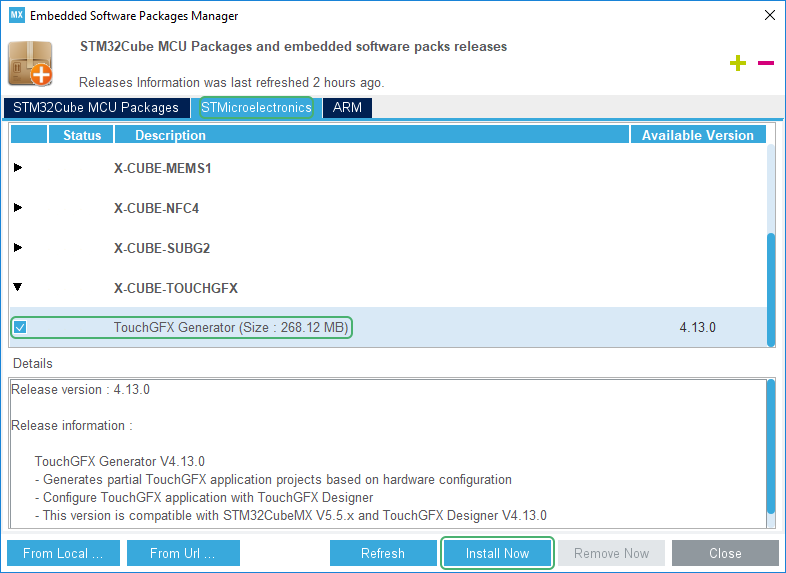 MX Embedded Software Packages Manager
STM32Cube MCU Packages and embedded software packs releases
Releases Information was last refreshed 2 hours ago.
STM32Cube MCU Packages STMicroelectronics ARM
Status Description Available Version
X-CUBE-MEMS1
X-CUBE-NFC4
X-CUBE-SUBG2
X-CUBE-TOUCHGFX
TouchGFX Generator (Size : 268.12 MB) 4.13.0
Details
Release version : 4.13.0
Release information :
TouchGFX Generator V4.13.0
- Generates partial TouchGFX application projects based on hardware configuration
- Configure TouchGFX application with TouchGFX Designer
- This version is compatible with STM32CubeMX V5.5.x and TouchGFX Designer V4.13.0
From Local ... From Url ... Refresh Install Now Remove Now Close